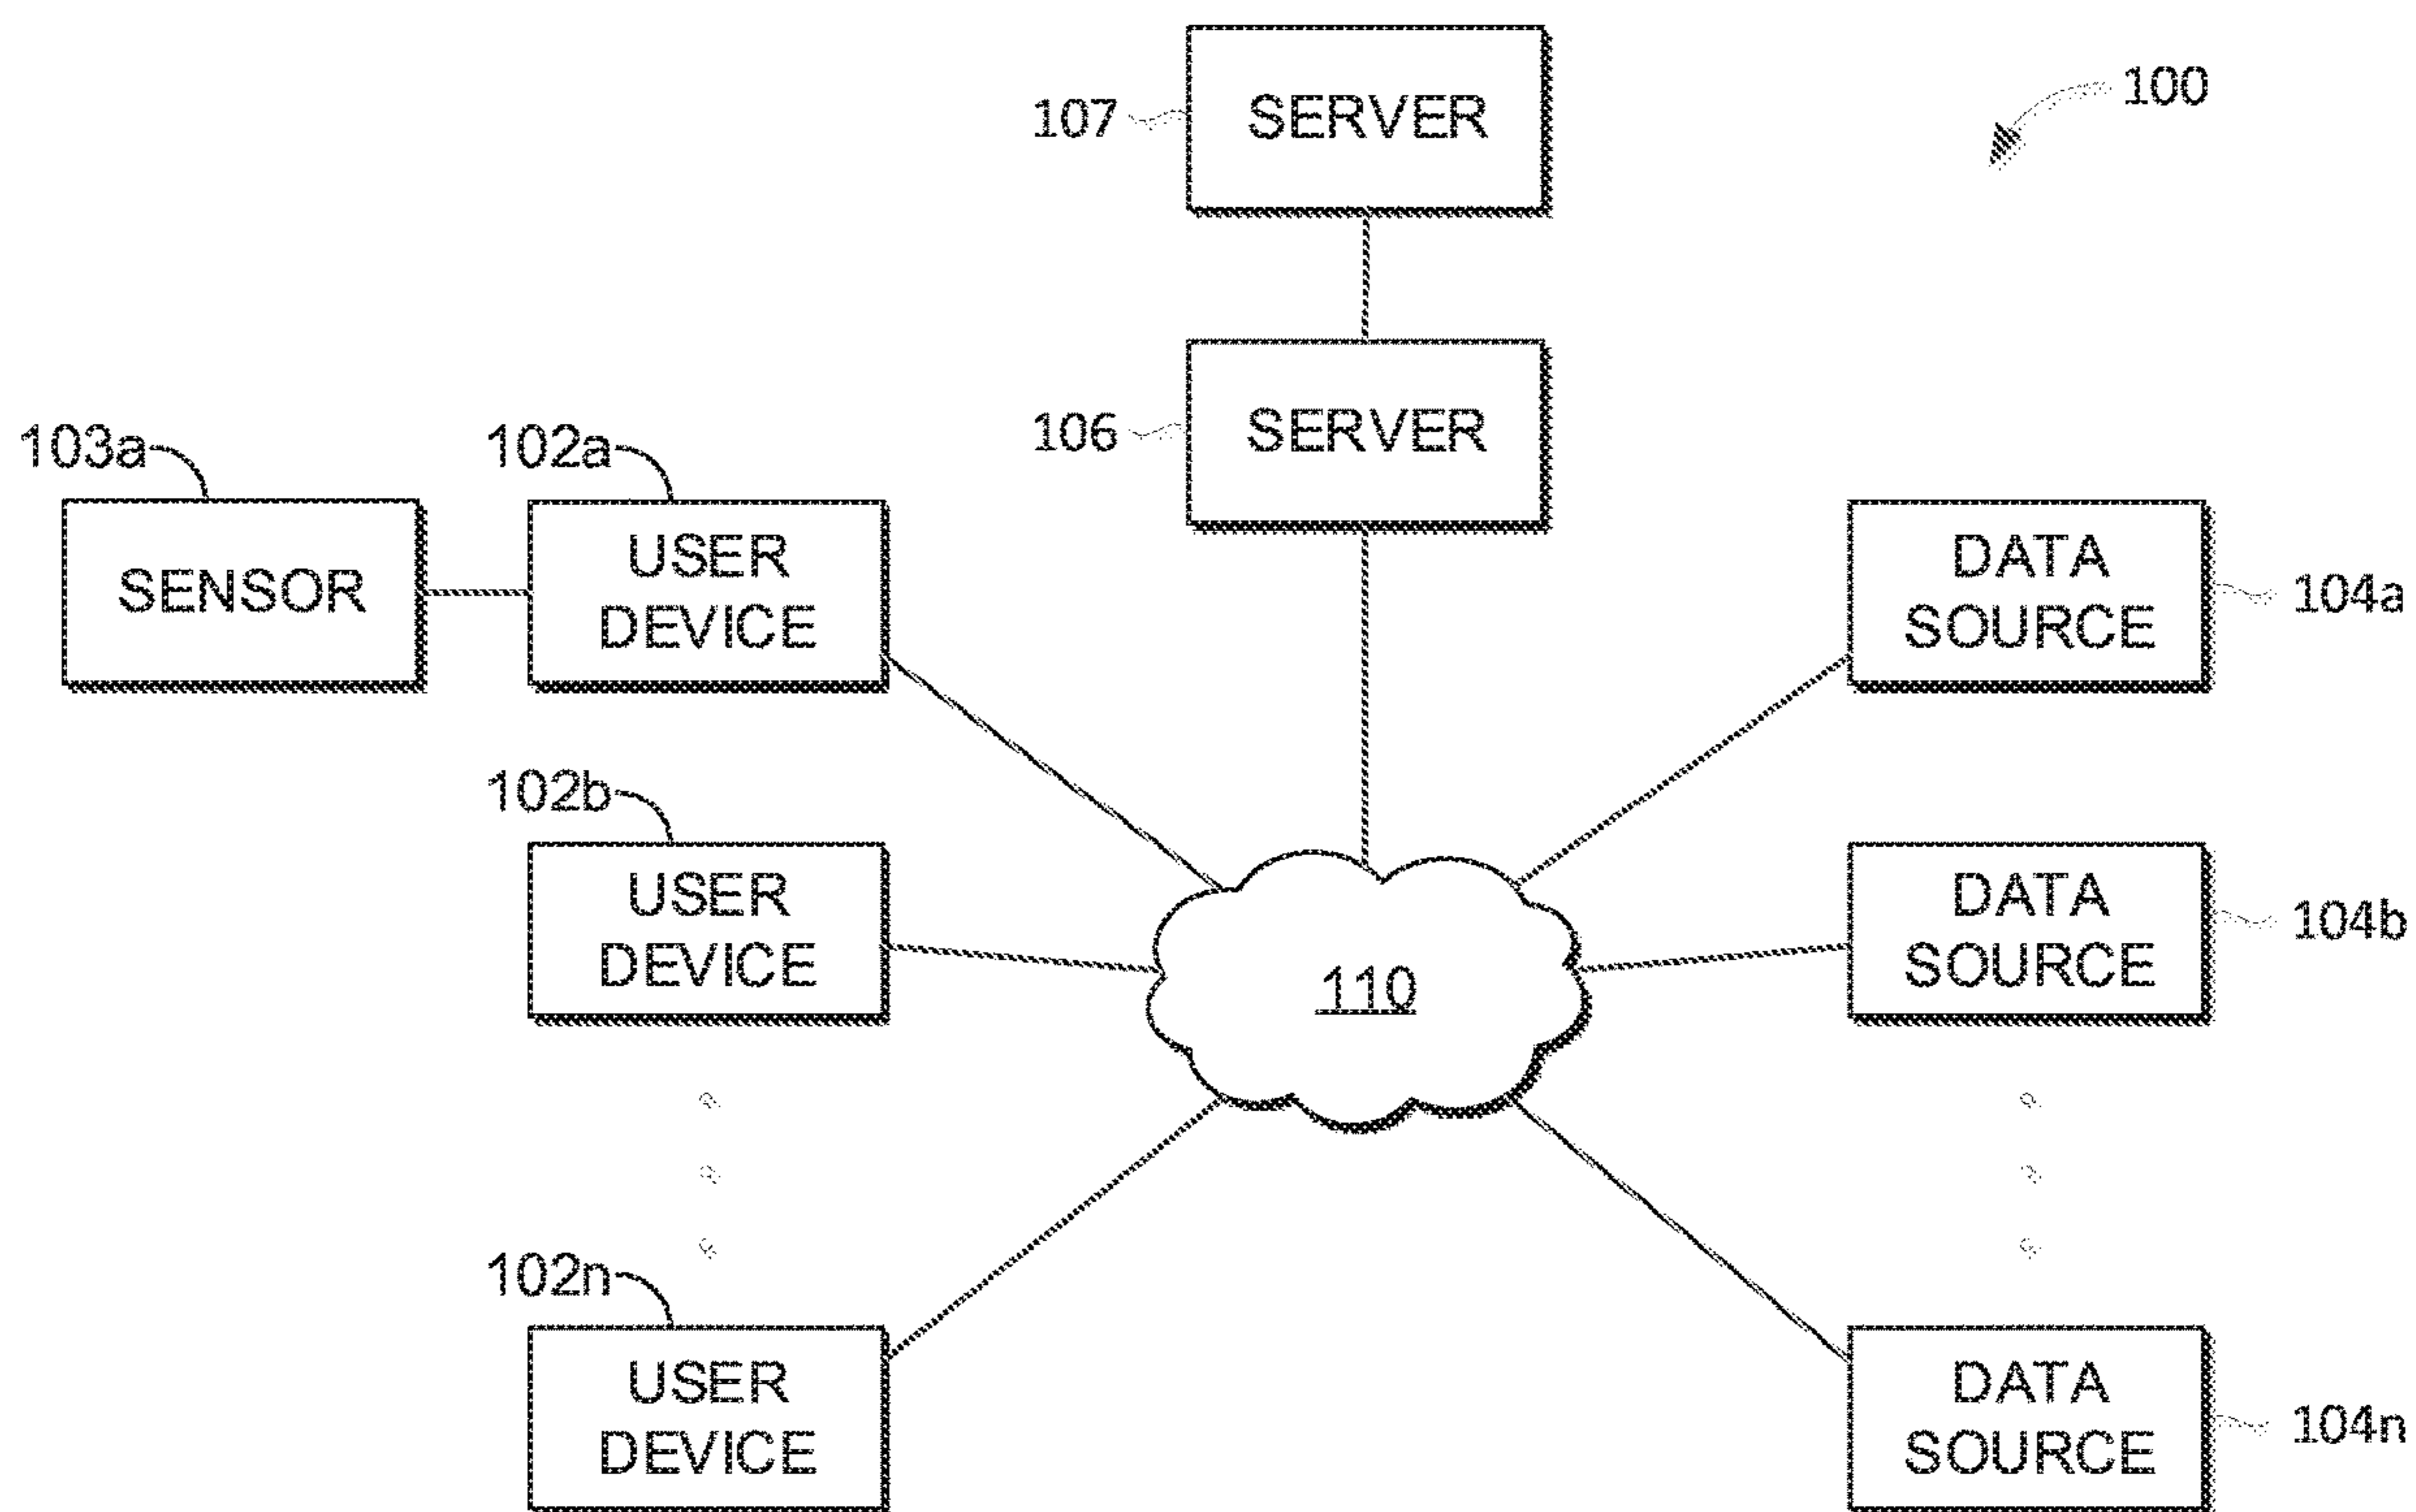 SERVER
107
100
SERVER
106
103a
102a
SENSOR
USER
DEVICE
DATA
SOURCE
104a
102b
USER
DEVICE
110
DATA
SOURCE
104b
102n
USER
DEVICE
DATA
SOURCE
104n